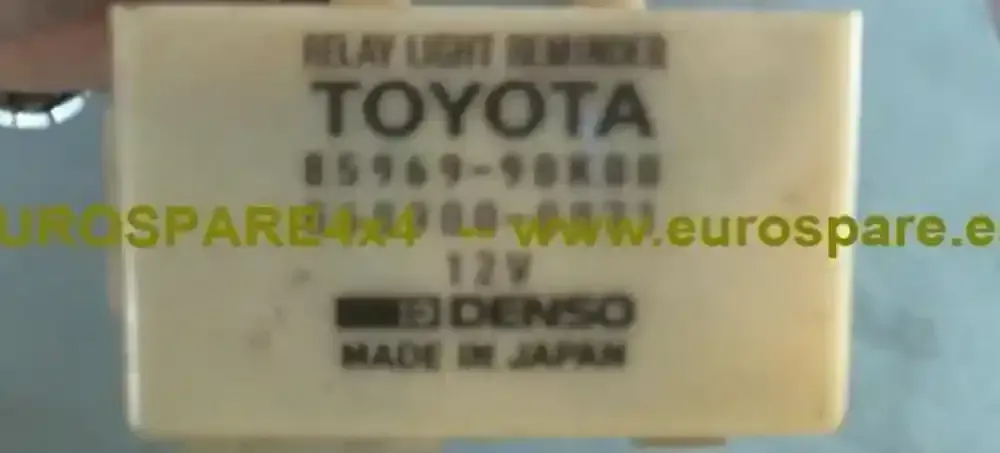 RELAY LIGHT REMINDER
TOYOTA
85969-90K00
EUROSPARE4x4 - www.eurospare.e
12V
DENSO
MADE IN JAPAN